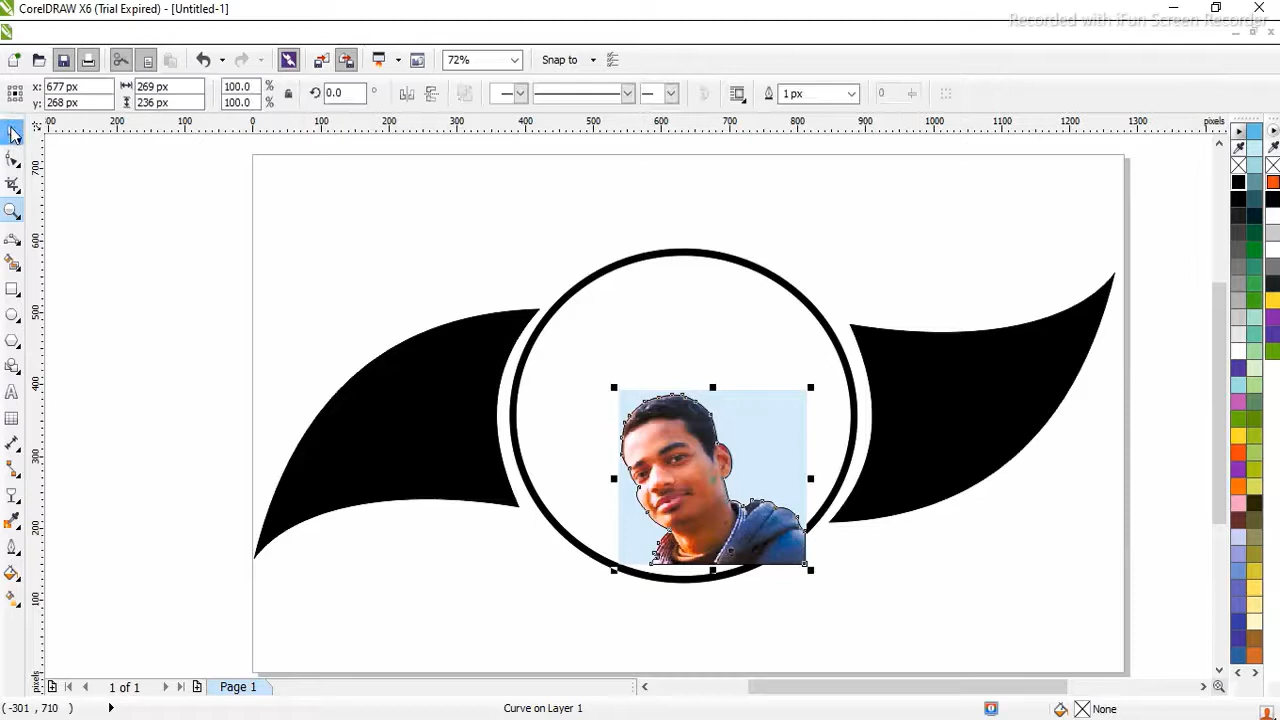 CorelDRAW X6 (Trial Expired) - [Untitled-1]
Recorded with iFun Screen Recorder
72%
Snap to
x: 677 px
269 px
100.0 %
0.0 °
1 px
0
y: 268 px
236 px
100.0 %
00 200 100 0 100 200 300 400 500 600 700 800 900 1000 1100 1200 1300 pixels
700
600
500
400
300
200
100
pixels
1 of 1
Page 1
( -301 , 710 )
Curve on Layer 1
None